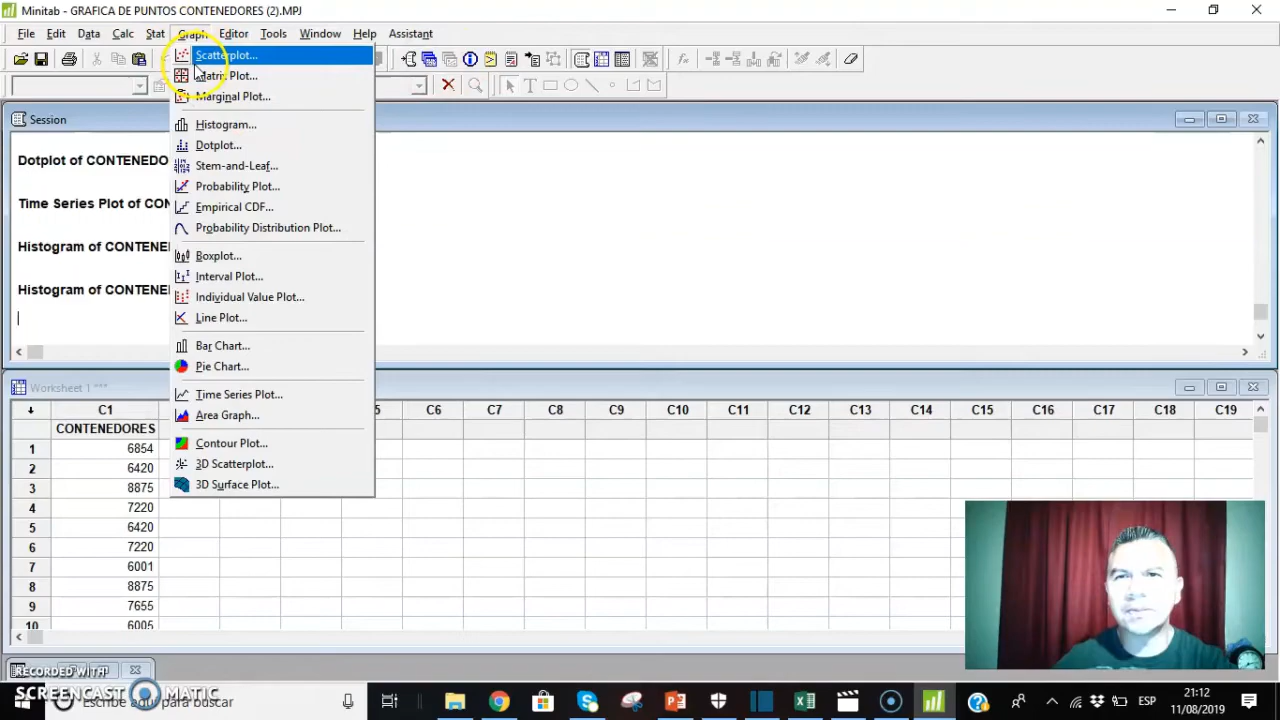 Minitab - GRAFICA DE PUNTOS CONTENEDORES (2).MPJ
File Edit Data Calc Stat Graph Editor Tools Window Help Assistant
Scatterplot...
Matrix Plot...
Marginal Plot...
Histogram...
Dotplot...
Stem-and-Leaf...
Probability Plot...
Empirical CDF...
Probability Distribution Plot...
Boxplot...
Interval Plot...
Individual Value Plot...
Line Plot...
Bar Chart...
Pie Chart...
Time Series Plot...
Area Graph...
Contour Plot...
3D Scatterplot...
3D Surface Plot...
Session
Dotplot of CONTENEDO
Time Series Plot of CON
Histogram of CONTENE
Histogram of CONTENE
Worksheet 1 ***
C1 5 C6 C7 C8 C9 C10 C11 C12 C13 C14 C15 C16 C17 C18 C19
CONTENEDORES
1 6854
2 6420
3 8875
4 7220
5 6420
6 7220
7 6001
8 8875
9 7655
10 6005
RECORDED WITH
SCREENCAST MATIC
Escribe aquí para buscar
ESP
21:12
11/08/2019